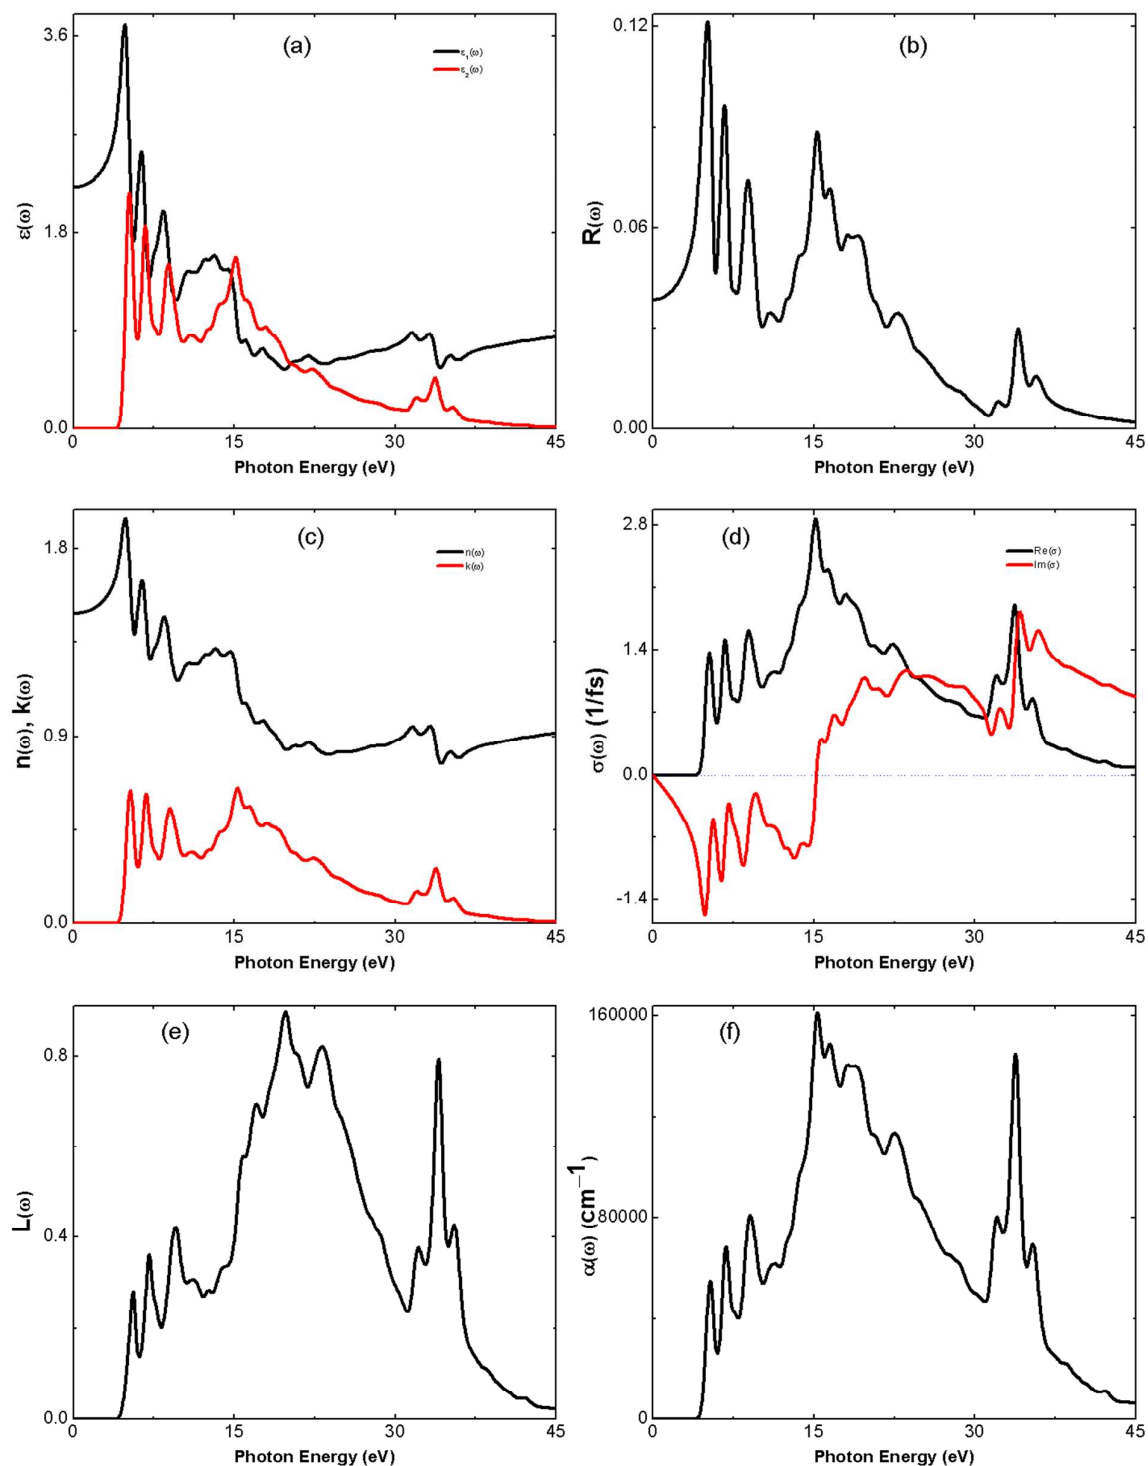 (a)
ε₁(ω)
ε₂(ω)
3.6
1.8
0.0
ε(ω)
0
15
30
45
Photon Energy (eV)
(b)
0.12
0.06
0.00
R(ω)
0
15
30
45
Photon Energy (eV)
(c)
n(ω)
k(ω)
1.8
0.9
0.0
n(ω), k(ω)
0
15
30
45
Photon Energy (eV)
(d)
Re(σ)
Im(σ)
2.8
1.4
0.0
-1.4
σ(ω) (1/fs)
0
15
30
45
Photon Energy (eV)
(e)
0.8
0.4
0.0
L(ω)
0
15
30
45
Photon Energy (eV)
(f)
160000
80000
0
α(ω) (cm⁻¹)
0
15
30
45
Photon Energy (eV)